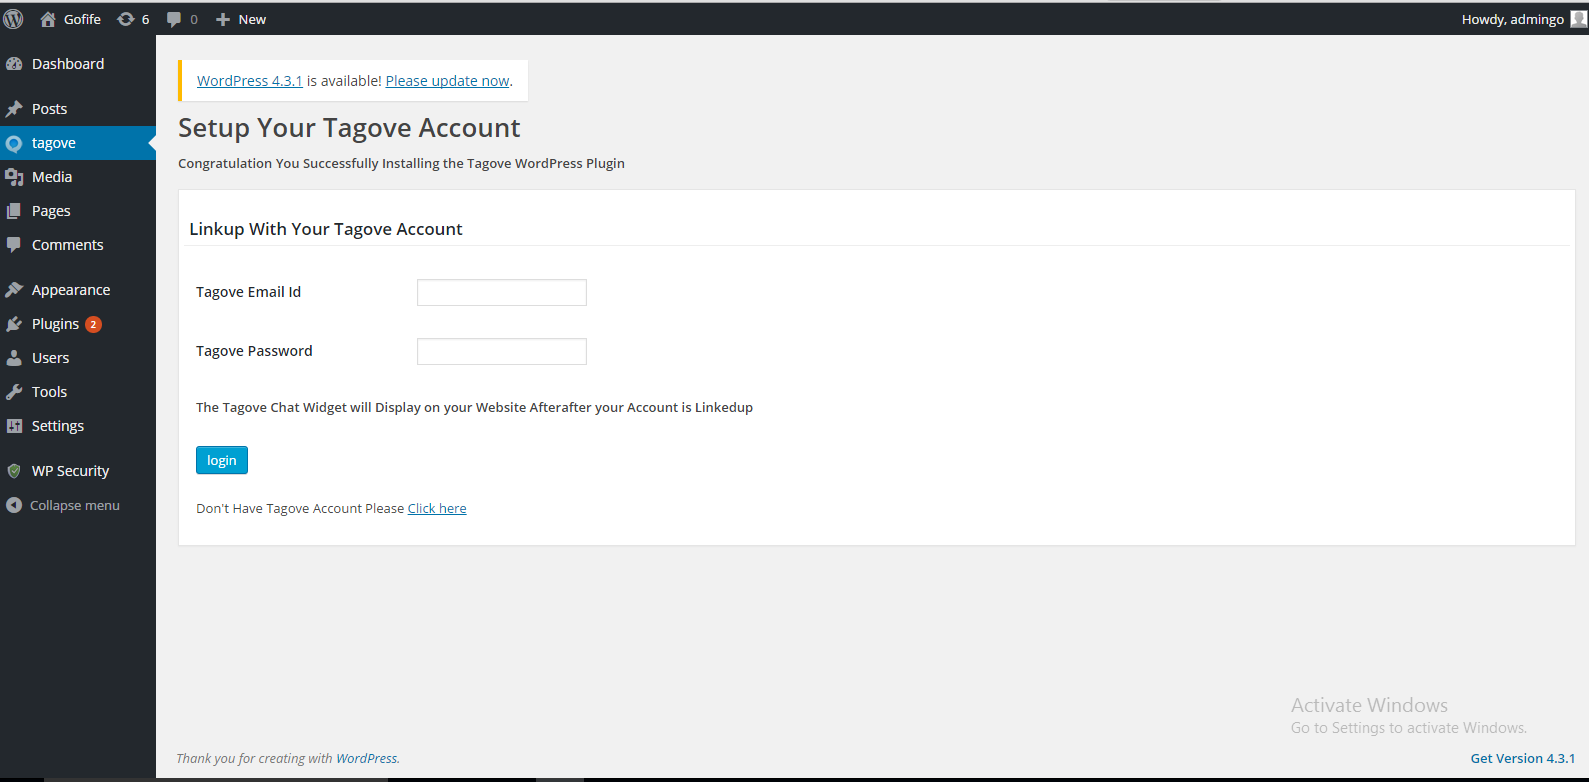 Gofife 6 0 New Howdy, admingo
Dashboard
Posts
tagove
Media
Pages
Comments
Appearance
Plugins 2
Users
Tools
Settings
WP Security
Collapse menu
WordPress 4.3.1 is available! Please update now.
Setup Your Tagove Account
Congratulation You Successfully Installing the Tagove WordPress Plugin
Linkup With Your Tagove Account
Tagove Email Id
Tagove Password
The Tagove Chat Widget will Display on your Website Afterafter your Account is Linkedup
login
Don't Have Tagove Account Please Click here
Activate Windows
Go to Settings to activate Windows.
Thank you for creating with WordPress.
Get Version 4.3.1